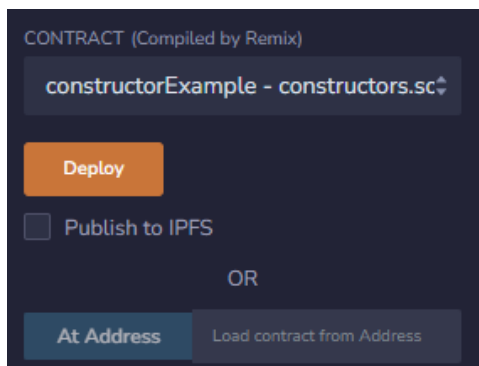 CONTRACT (Compiled by Remix)
constructorExample - constructors.sc
Deploy
Publish to IPFS
OR
At Address Load contract from Address